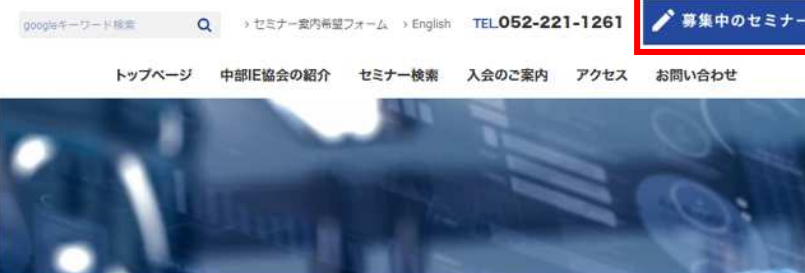 googleキーワード検索 › セミナー案内希望フォーム › English TEL.052-221-1261 募集中のセミナー
トップページ 中部IE協会の紹介 セミナー検索 入会のご案内 アクセス お問い合わせ